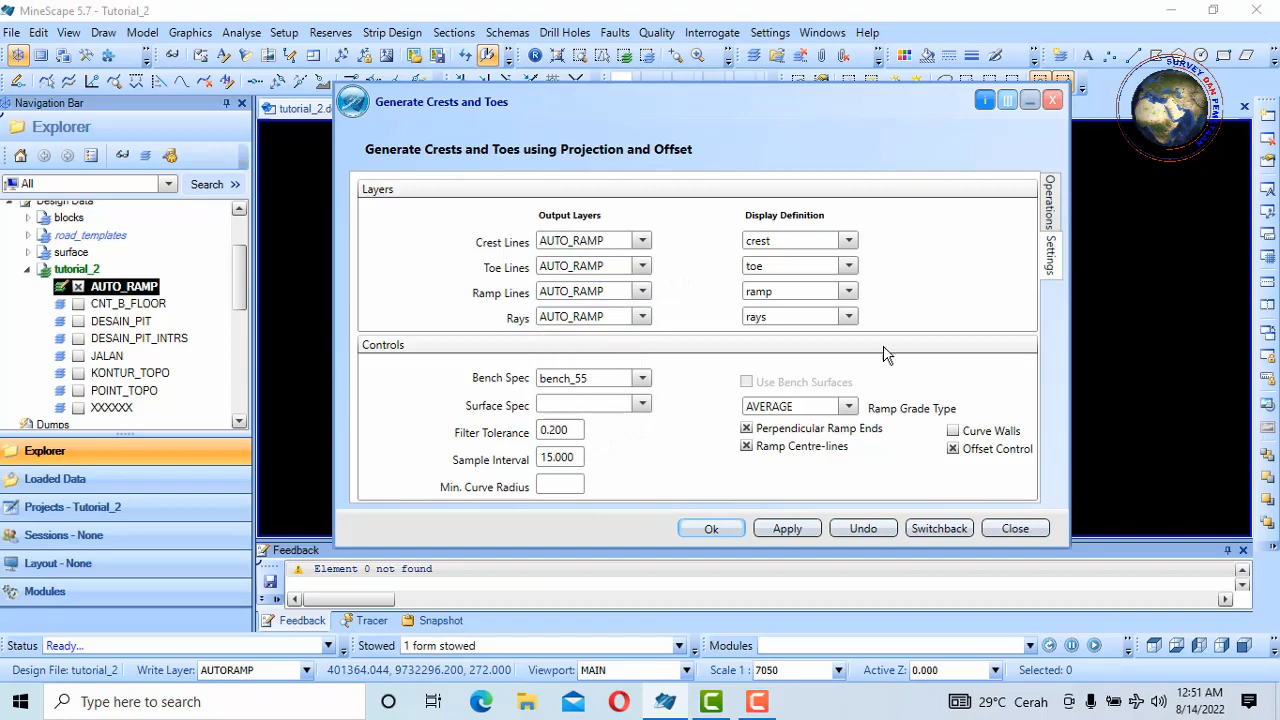 MineScape 5.7 - Tutorial_2
File Edit View Draw Model Graphics Analyse Setup Reserves Strip Design Sections Schemas Drill Holes Faults Quality Interrogate Settings Windows Help
Navigation Bar
Explorer
All
Search »
Design Data
blocks
road_templates
surface
tutorial_2
AUTO_RAMP
CNT_B_FLOOR
DESAIN_PIT
DESAIN_PIT_INTRS
JALAN
KONTUR_TOPO
POINT_TOPO
XXXXXX
Dumps
Explorer
Loaded Data
Projects - Tutorial_2
Sessions - None
Layout - None
Modules
Generate Crests and Toes
Generate Crests and Toes using Projection and Offset
Operations
Settings
Layers
Output Layers Display Definition
Crest Lines AUTO_RAMP crest
Toe Lines AUTO_RAMP toe
Ramp Lines AUTO_RAMP ramp
Rays AUTO_RAMP rays
Controls
Bench Spec bench_55 Use Bench Surfaces
Surface Spec AVERAGE Ramp Grade Type
Filter Tolerance 0.200 Perpendicular Ramp Ends Curve Walls
Sample Interval 15.000 Ramp Centre-lines Offset Control
Min. Curve Radius
Ok Apply Undo Switchback Close
Feedback
Element 0 not found
Feedback Tracer Snapshot
Status Ready... Stowed 1 form stowed Modules
Design File: tutorial_2 Write Layer: AUTORAMP 401364.044, 9732296.200, 272.000 Viewport: MAIN Scale 1 : 7050 Active Z: 0.000 Selected: 0
Type here to search
29°C Cerah
12:51 AM
8/14/2022